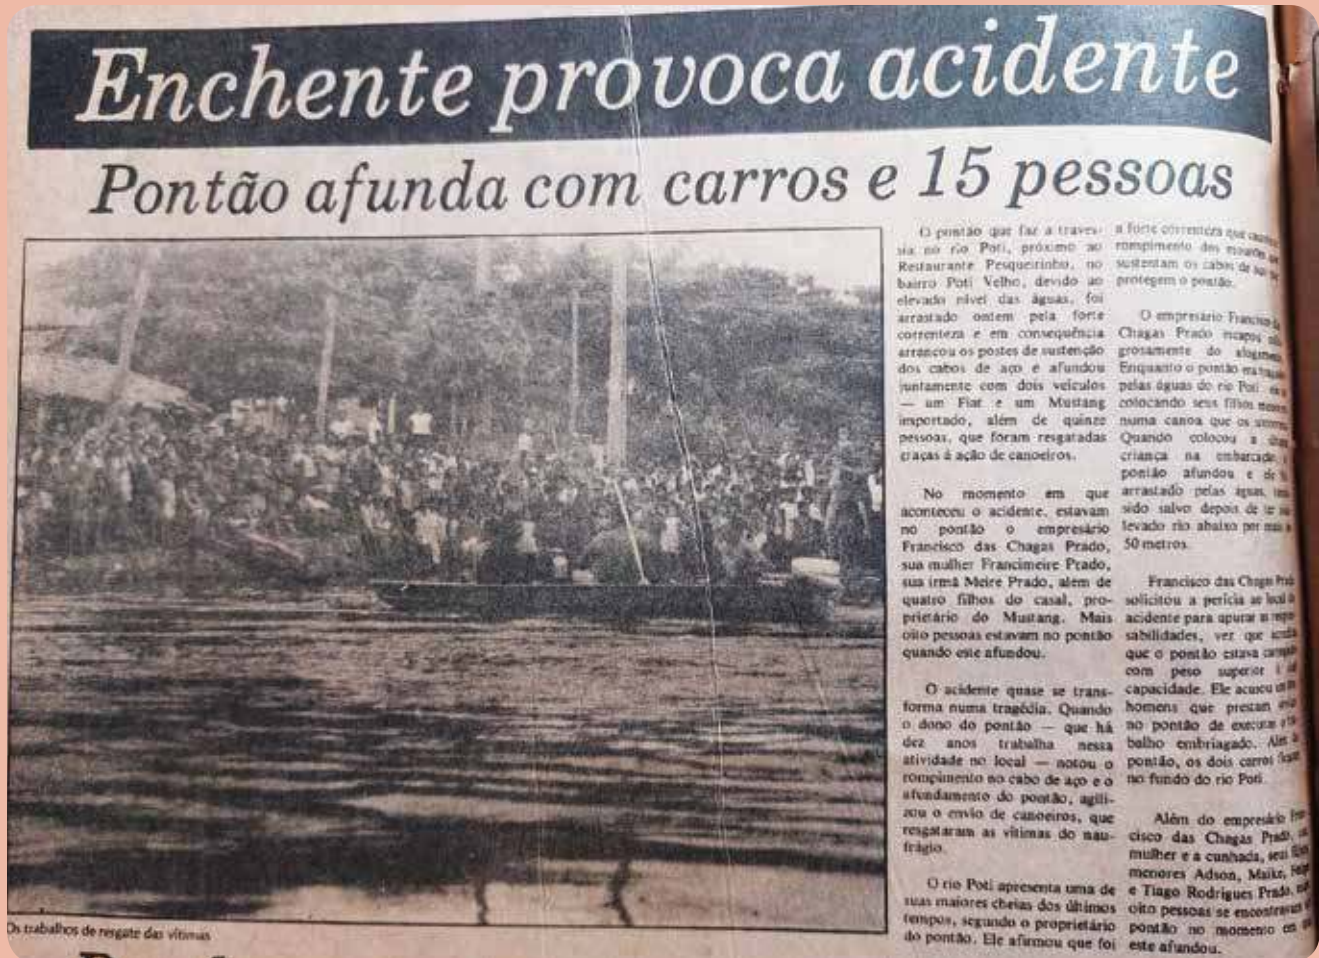 Enchente provoca acidente
Pontão afunda com carros e 15 pessoas
O pontão que faz a traves-
sia no rio Poti, próximo ao
Restaurante Pesqueirinho, no
bairro Poti Velho, devido ao
elevado nível das águas, foi
arrastado ontem pela forte
correnteza e em consequência
arrancou os postes de sustenção
dos cabos de aço e afundou
juntamente com dois veículos
— um Fiat e um Mustang
importado, além de quinze
pessoas, que foram resgatadas
graças à ação de canoeiros.
No momento em que
aconteceu o acidente, estavam
no pontão o empresário
Francisco das Chagas Prado,
sua mulher Francimeire Prado,
sua irmã Meire Prado, alem de
quatro filhos do casal, pro-
prietário do Mustang. Mais
oito pessoas estavam no pontão
quando este afundou.
O acidente quase se trans-
forma numa tragédia. Quando
o dono do pontão — que há
dez anos trabalha nessa
atividade no local — notou o
rompimento no cabo de aço e o
afundamento do pontão, agili-
zou o envio de canoeiros, que
resgataram as vítimas do nau-
frágio.
O rio Poti apresenta uma de
suas maiores cheias dos últimos
tempos, segundo o proprietário
do pontão. Ele afirmou que foi
a forte correnteza que
rompimento dos
sustentam os cabos de
protegem o pontão.
O empresário Francisco
Chagas Prado escapou
grosamente do
Enquanto o pontão era
pelas águas do rio Poti
colocando seus filhos
numa canoa que os
Quando colocou a
criança na embarcação
pontão afundou e
arrastado pelas águas,
sido salvo depois de ter
levado rio abaixo por mais
50 metros.
Francisco das Chagas Prado
solicitou a perícia ao local
acidente para apurar as
sabilidades, vez que
que o pontão estava
com peso superior
capacidade. Ele acusou
homens que prestam
no pontão de executar
balho embriagado. Além
pontão, os dois carros
no fundo do rio Poti.
Além do empresário
cisco das Chagas Prado,
mulher e a cunhada, seus
menores Adson, Maike,
e Tiago Rodrigues Prado,
oito pessoas se encontravam
pontão no momento em
este afundou.
Os trabalhos de resgate das vítimas